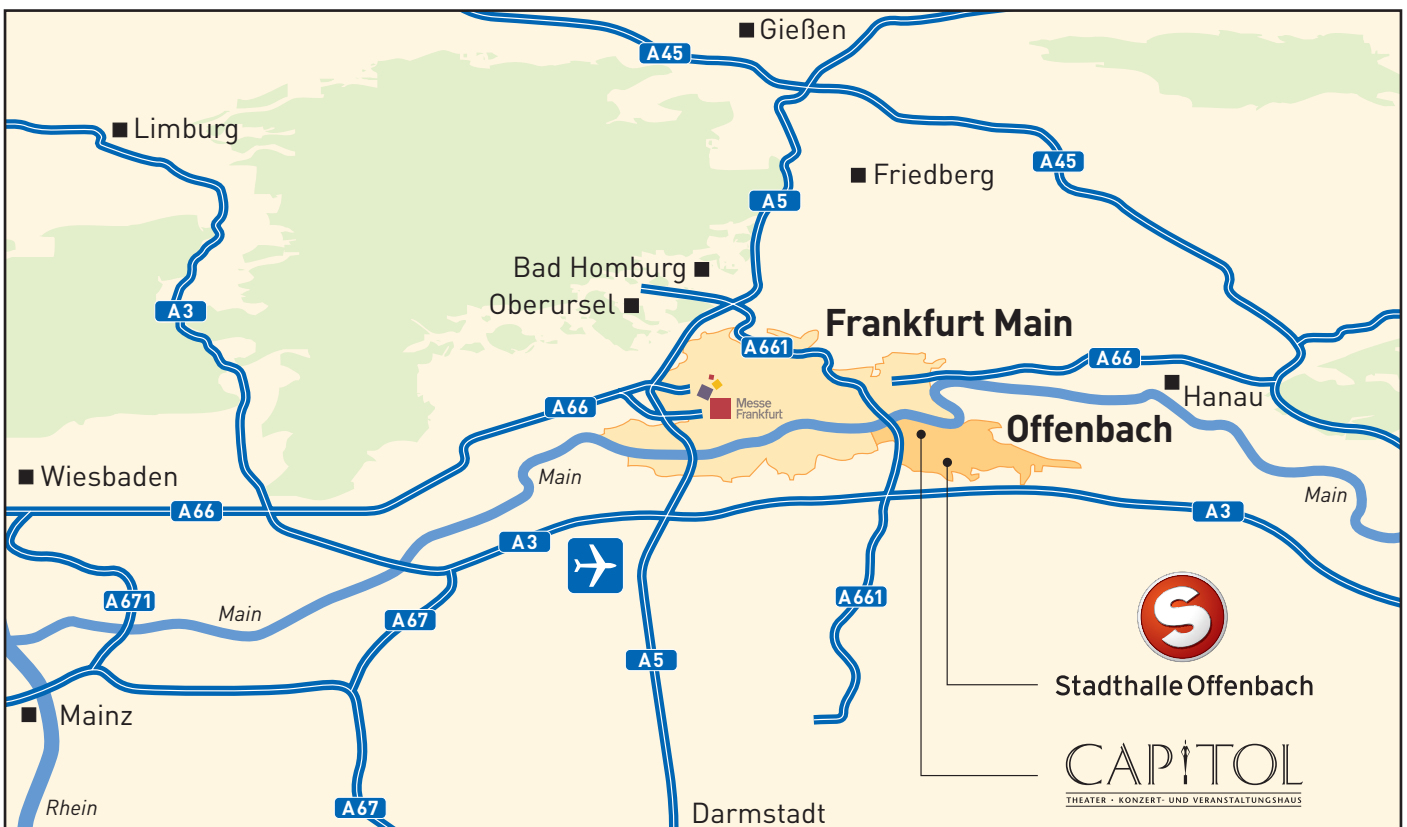 Gießen
A45
Limburg
A45
Friedberg
A5
Bad Homburg
Oberursel
A3
Frankfurt Main
A661
A66
Hanau
A66
Messe
Frankfurt
Offenbach
Wiesbaden
Main
Main
A66
A3
A3
A671
Main
A67
A661
A5
Stadthalle Offenbach
S
Mainz
CAPITOL
THEATER • KONZERT- UND VERANSTALTUNGSHAUS
Rhein
A67
Darmstadt